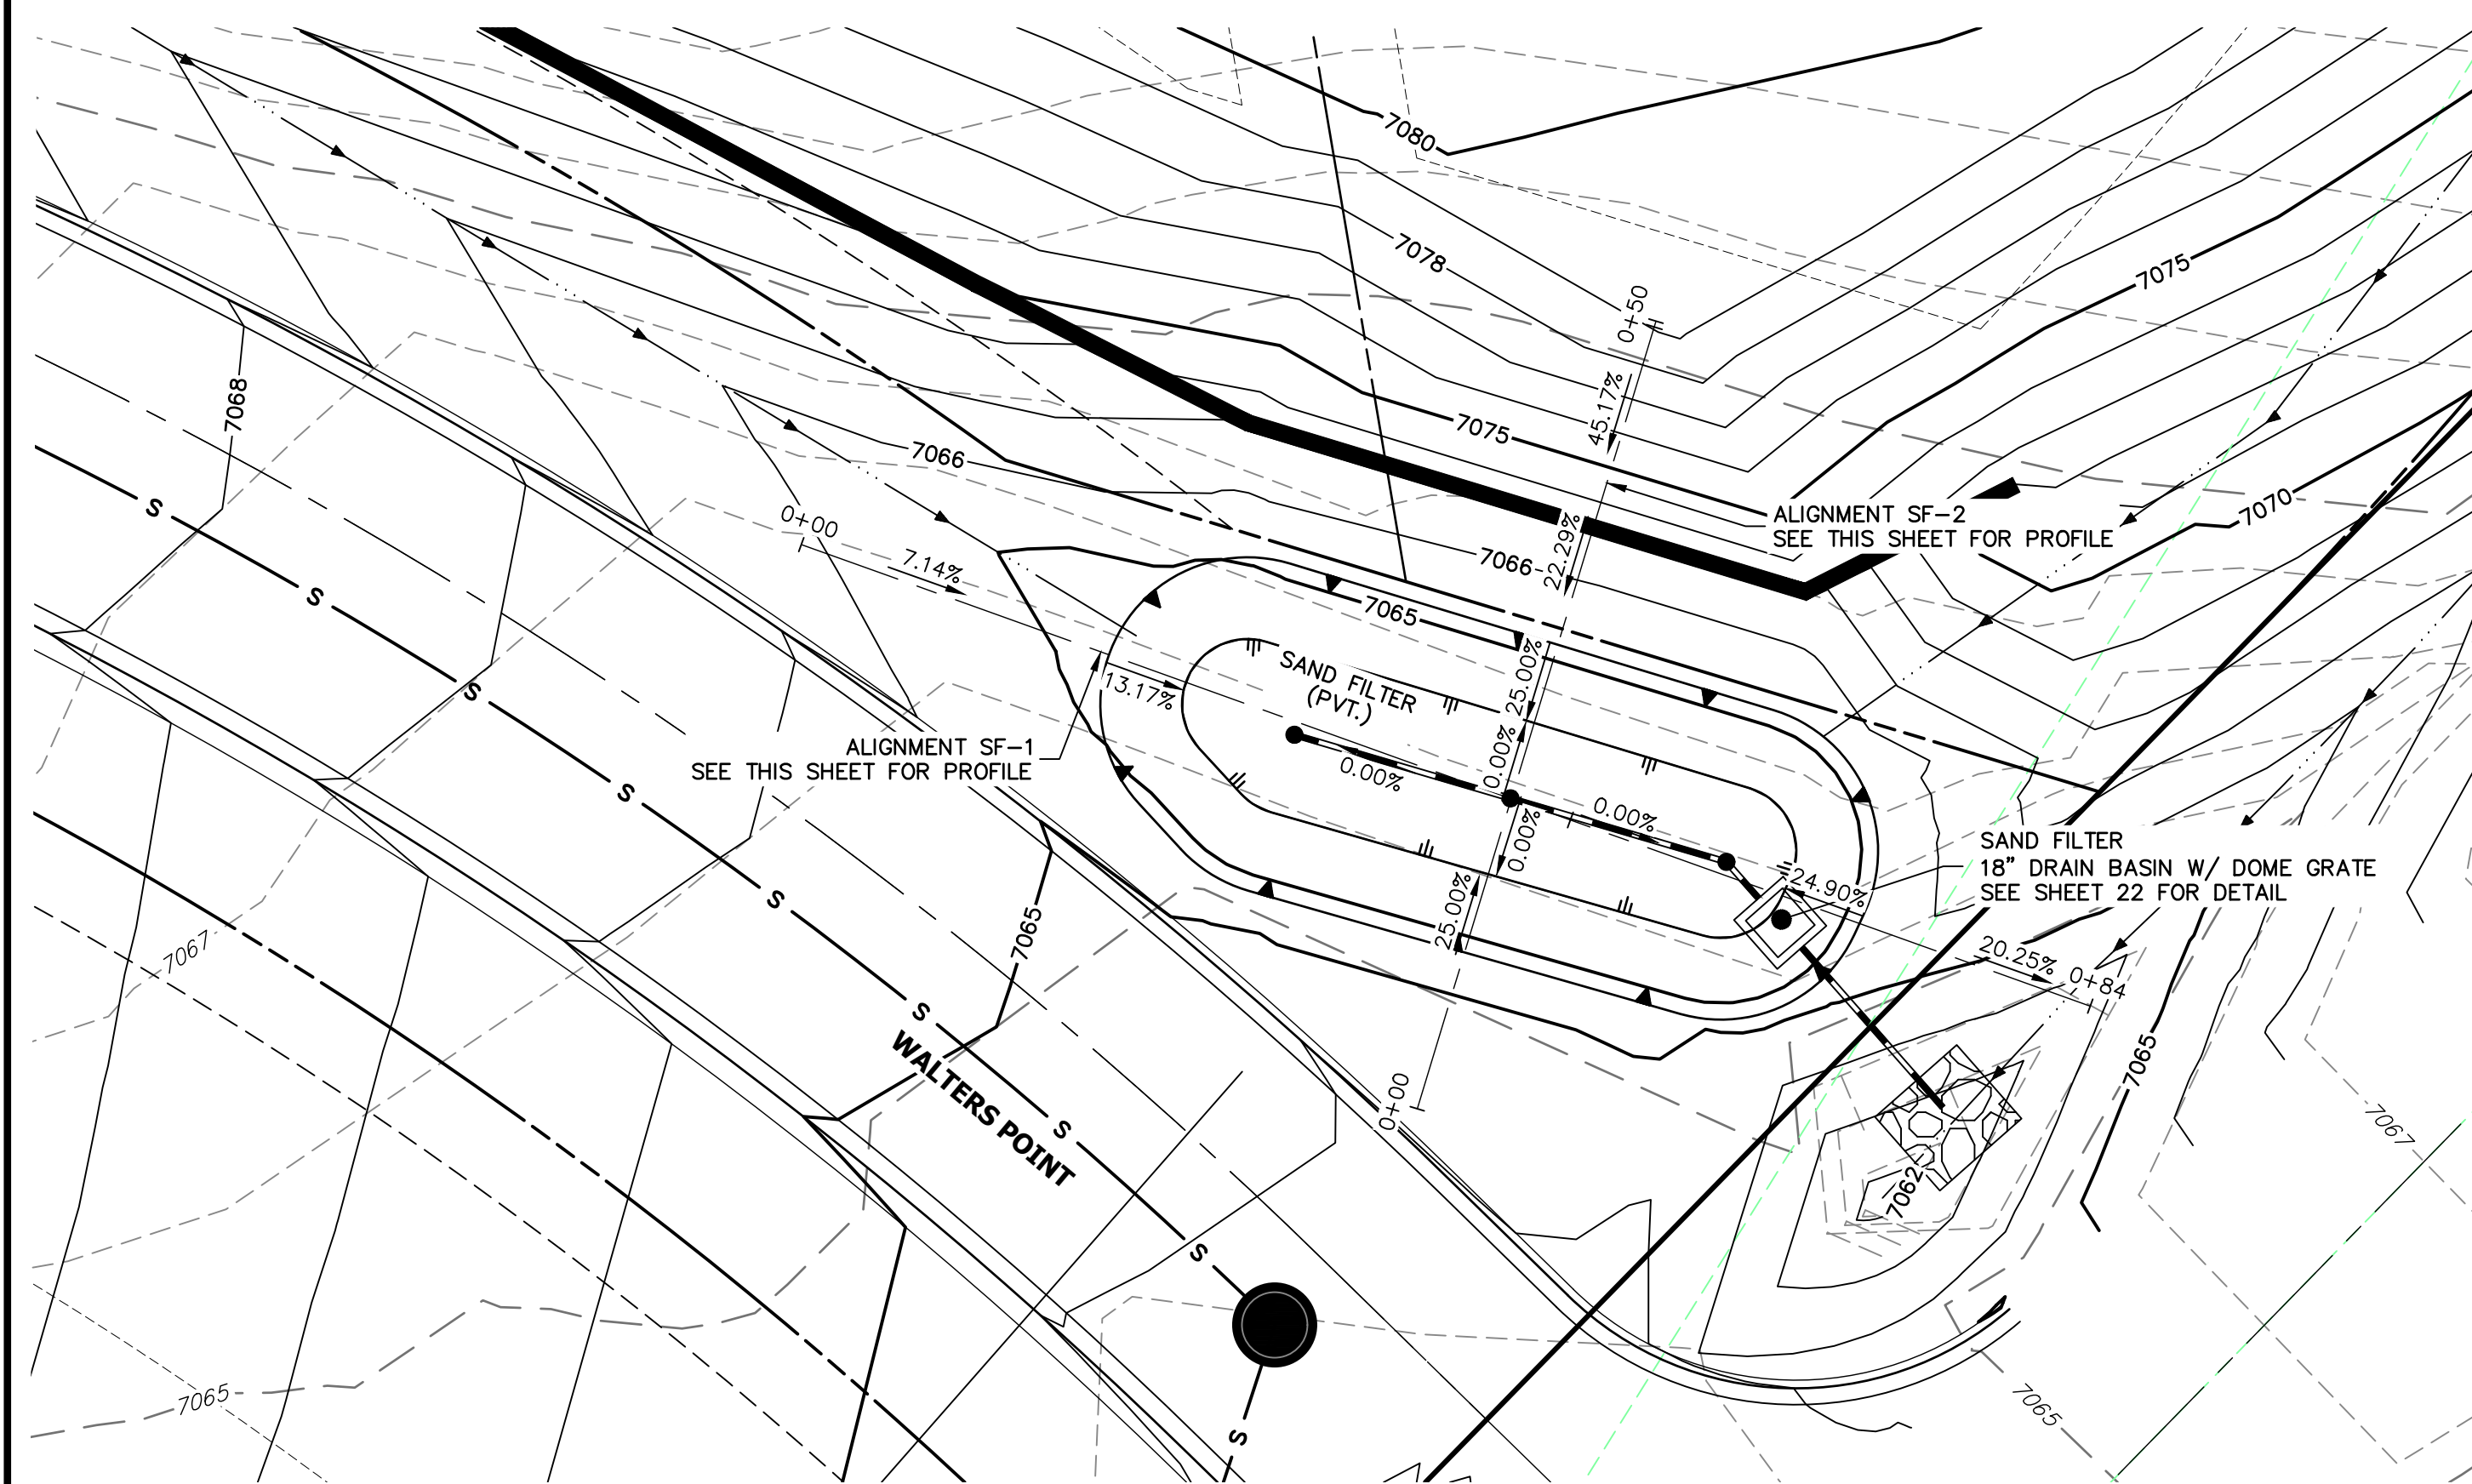 7080
7078
7075
0+50
45.17%
7068
7075
7066
0+00
7.14%
ALIGNMENT SF-2
SEE THIS SHEET FOR PROFILE
7070
22.29%
7066
7065
S
S
S
S
S
S
S
S
S
25.00%
SAND FILTER
(PVT.)
13.17%
ALIGNMENT SF-1
SEE THIS SHEET FOR PROFILE
0.00%
0.00%
0.00%
0.00%
SAND FILTER
18" DRAIN BASIN W/ DOME GRATE
SEE SHEET 22 FOR DETAIL
24.90%
25.00%
7065
7067
20.25%
0+84
7065
WALTERS POINT
0+00
7067
7062
7065
7065
S